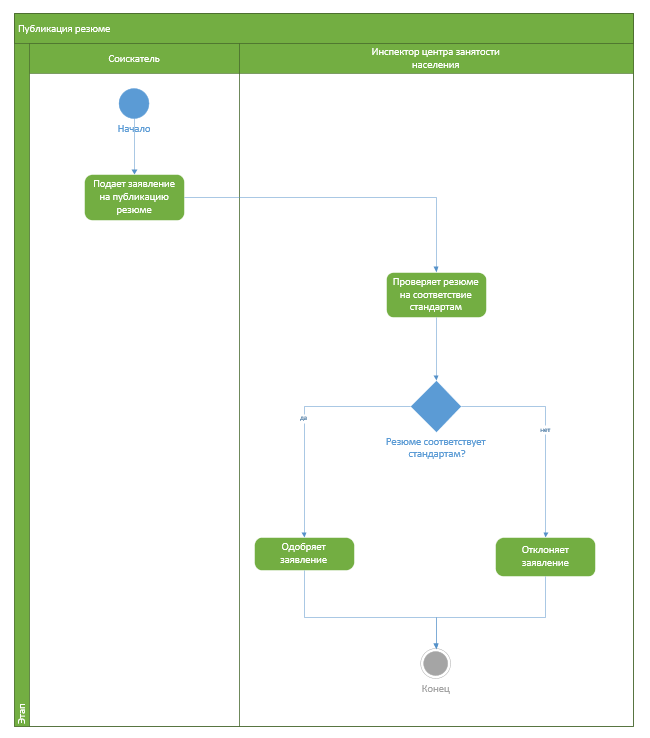 Публикация резюме
Соискатель
Инспектор центра занятости
населения
Начало
Подает заявление
на публикацию
резюме
Проверяет резюме
на соответствие
стандартам
да
нет
Резюме соответствует
стандартам?
Одобряет
заявление
Отклоняет
заявление
Конец
Этап